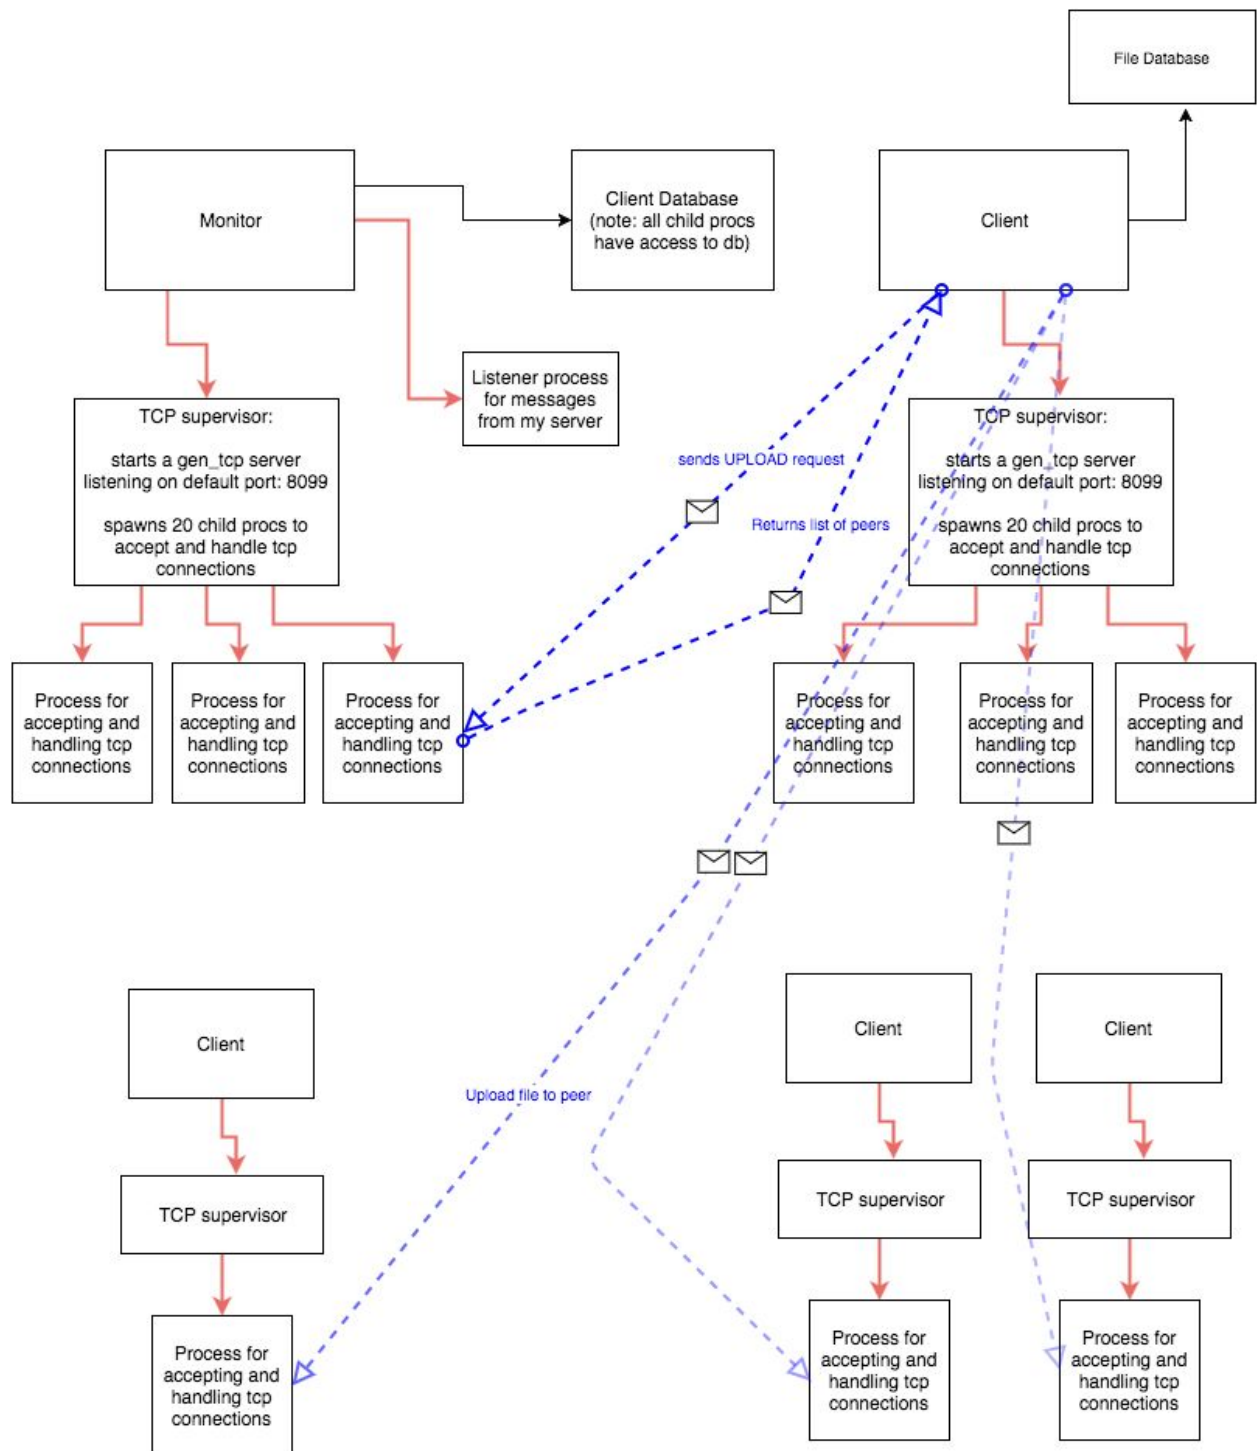 File Database
Monitor
Client Database
(note: all child procs
have access to db)
Client
Listener process
for messages
from my server
TCP supervisor:
starts a gen_tcp server
listening on default port: 8099
spawns 20 child procs to
accept and handle tcp
connections
TCP supervisor:
starts a gen_tcp server
listening on default port: 8099
spawns 20 child procs to
accept and handle tcp
connections
sends UPLOAD request
Returns list of peers
Process for
accepting and
handling tcp
connections
Process for
accepting and
handling tcp
connections
Process for
accepting and
handling tcp
connections
Process for
accepting and
handling tcp
connections
Process for
accepting and
handling tcp
connections
Process for
accepting and
handling tcp
connections
Client
Client
Client
Upload file to peer
TCP supervisor
TCP supervisor
TCP supervisor
Process for
accepting and
handling tcp
connections
Process for
accepting and
handling tcp
connections
Process for
accepting and
handling tcp
connections